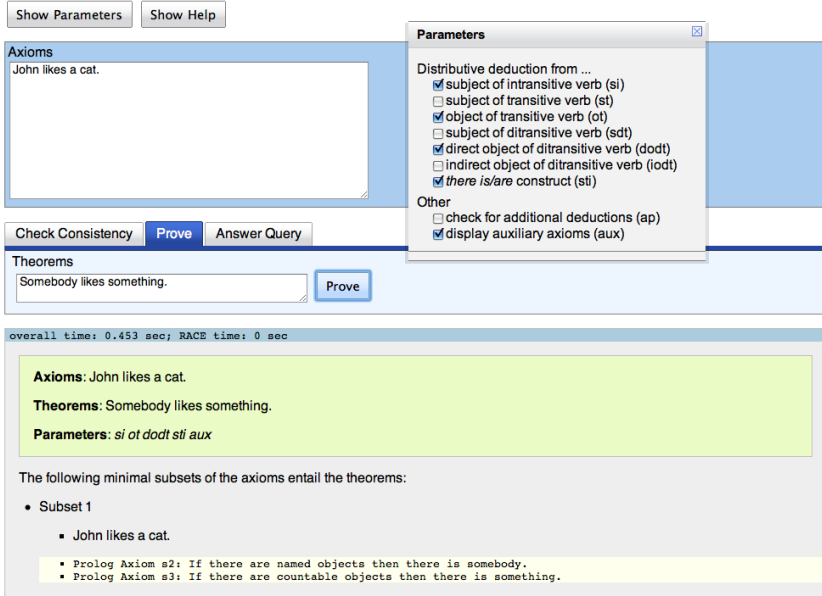 Show Parameters Show Help
Parameters
Axioms
John likes a cat.
Distributive deduction from ...
subject of intransitive verb (si)
subject of transitive verb (st)
object of transitive verb (ot)
subject of ditransitive verb (sdt)
direct object of ditransitive verb (dodt)
indirect object of ditransitive verb (iodt)
there is/are construct (sti)
Other
check for additional deductions (ap)
display auxiliary axioms (aux)
Check Consistency Prove Answer Query
Theorems
Somebody likes something.
Prove
overall time: 0.453 sec; RACE time: 0 sec
Axioms: John likes a cat.
Theorems: Somebody likes something.
Parameters: si ot dodt sti aux
The following minimal subsets of the axioms entail the theorems:
Subset 1
John likes a cat.
Prolog Axiom s2: If there are named objects then there is somebody.
Prolog Axiom s3: If there are countable objects then there is something.